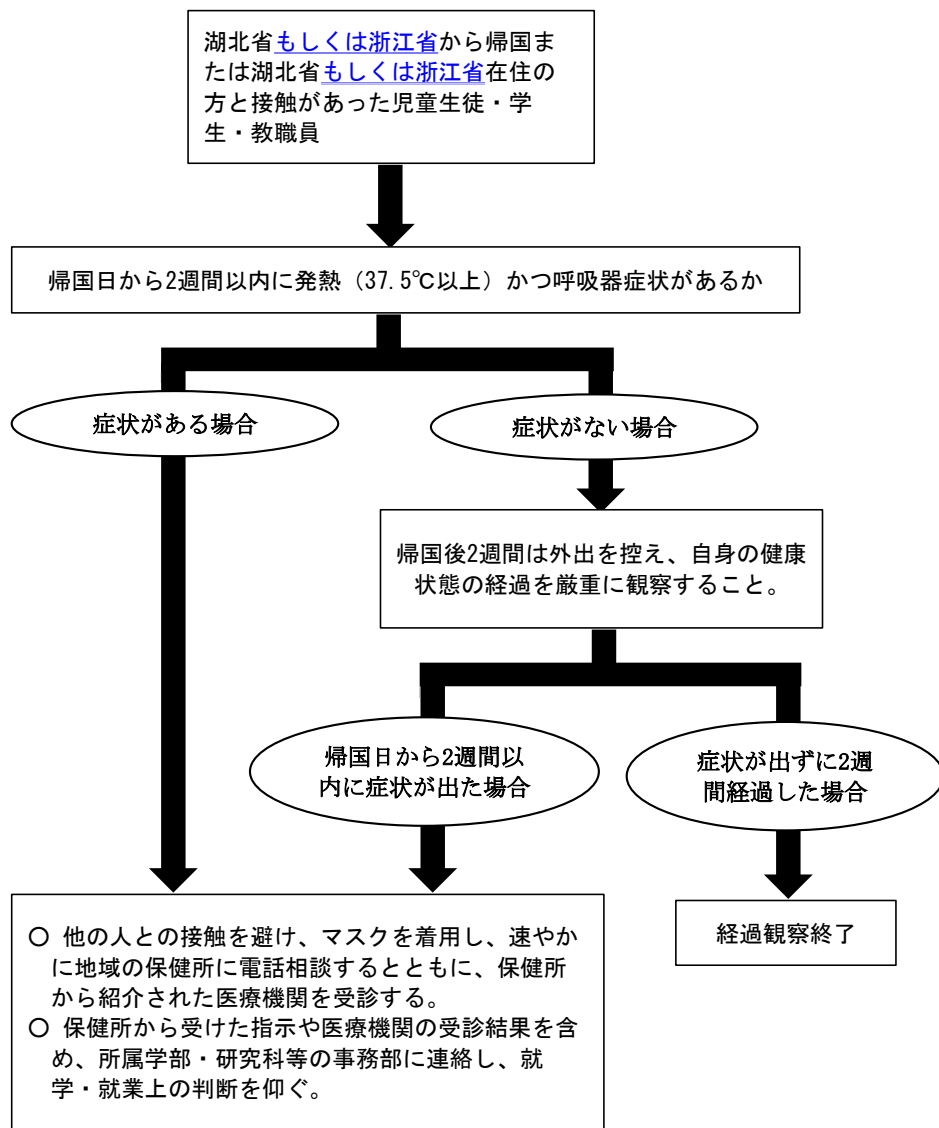 湖北省もしくは浙江省から帰国ま
たは湖北省もしくは浙江省在住の
方と接触があった児童生徒・学
生・教職員
帰国日から2週間以内に発熱（37.5℃以上）かつ呼吸器症状があるか
症状がある場合
症状がない場合
帰国後2週間は外出を控え、自身の健康
状態の経過を厳重に観察すること。
帰国日から2週間以
内に症状が出た場合
症状が出ずに2週
間経過した場合
〇 他の人との接触を避け、マスクを着用し、速やか
に地域の保健所に電話相談するとともに、保健所
から紹介された医療機関を受診する。
〇 保健所から受けた指示や医療機関の受診結果を含
め、所属学部・研究科等の事務部に連絡し、就
学・就業上の判断を仰ぐ。
経過観察終了